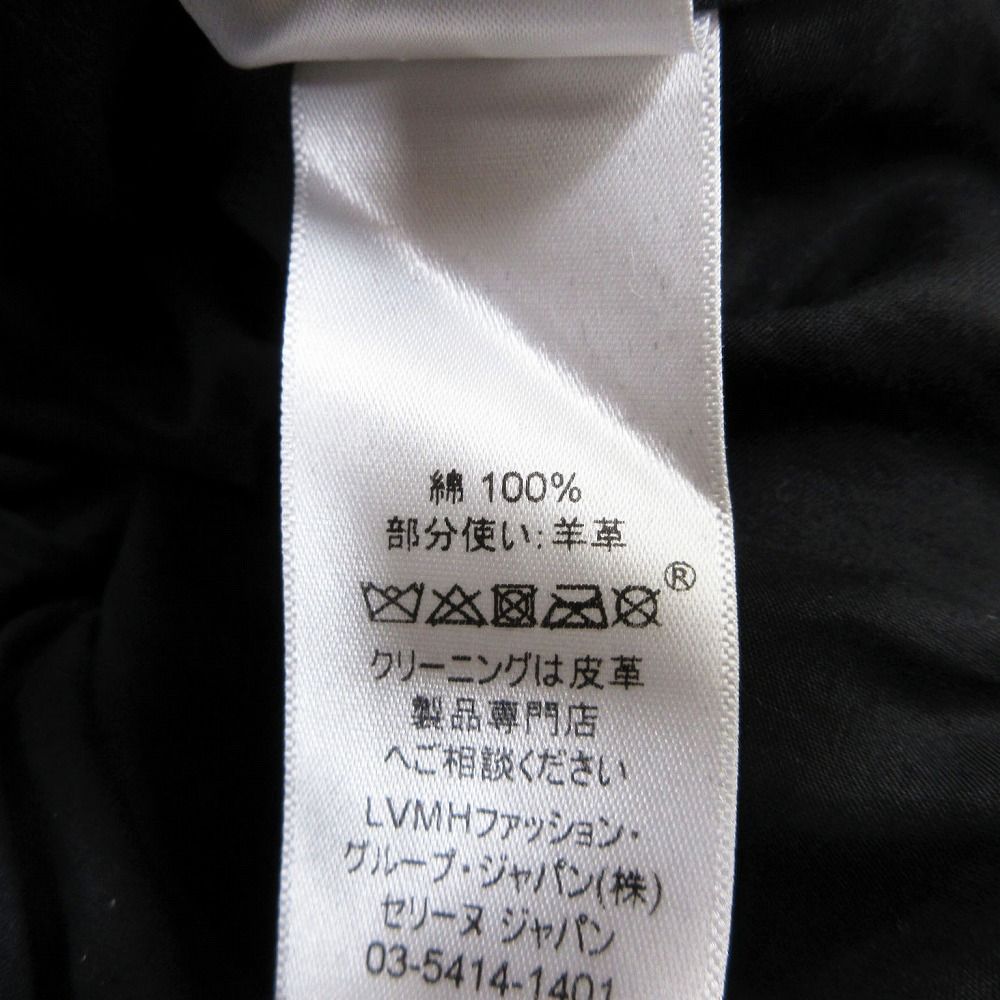 綿 100%
部分使い: 羊革
®
クリーニングは皮革
製品専門店
へご相談ください
LVMHファッション・
グループ・ジャパン(株)
セリーヌ ジャパン
03-5414-1401